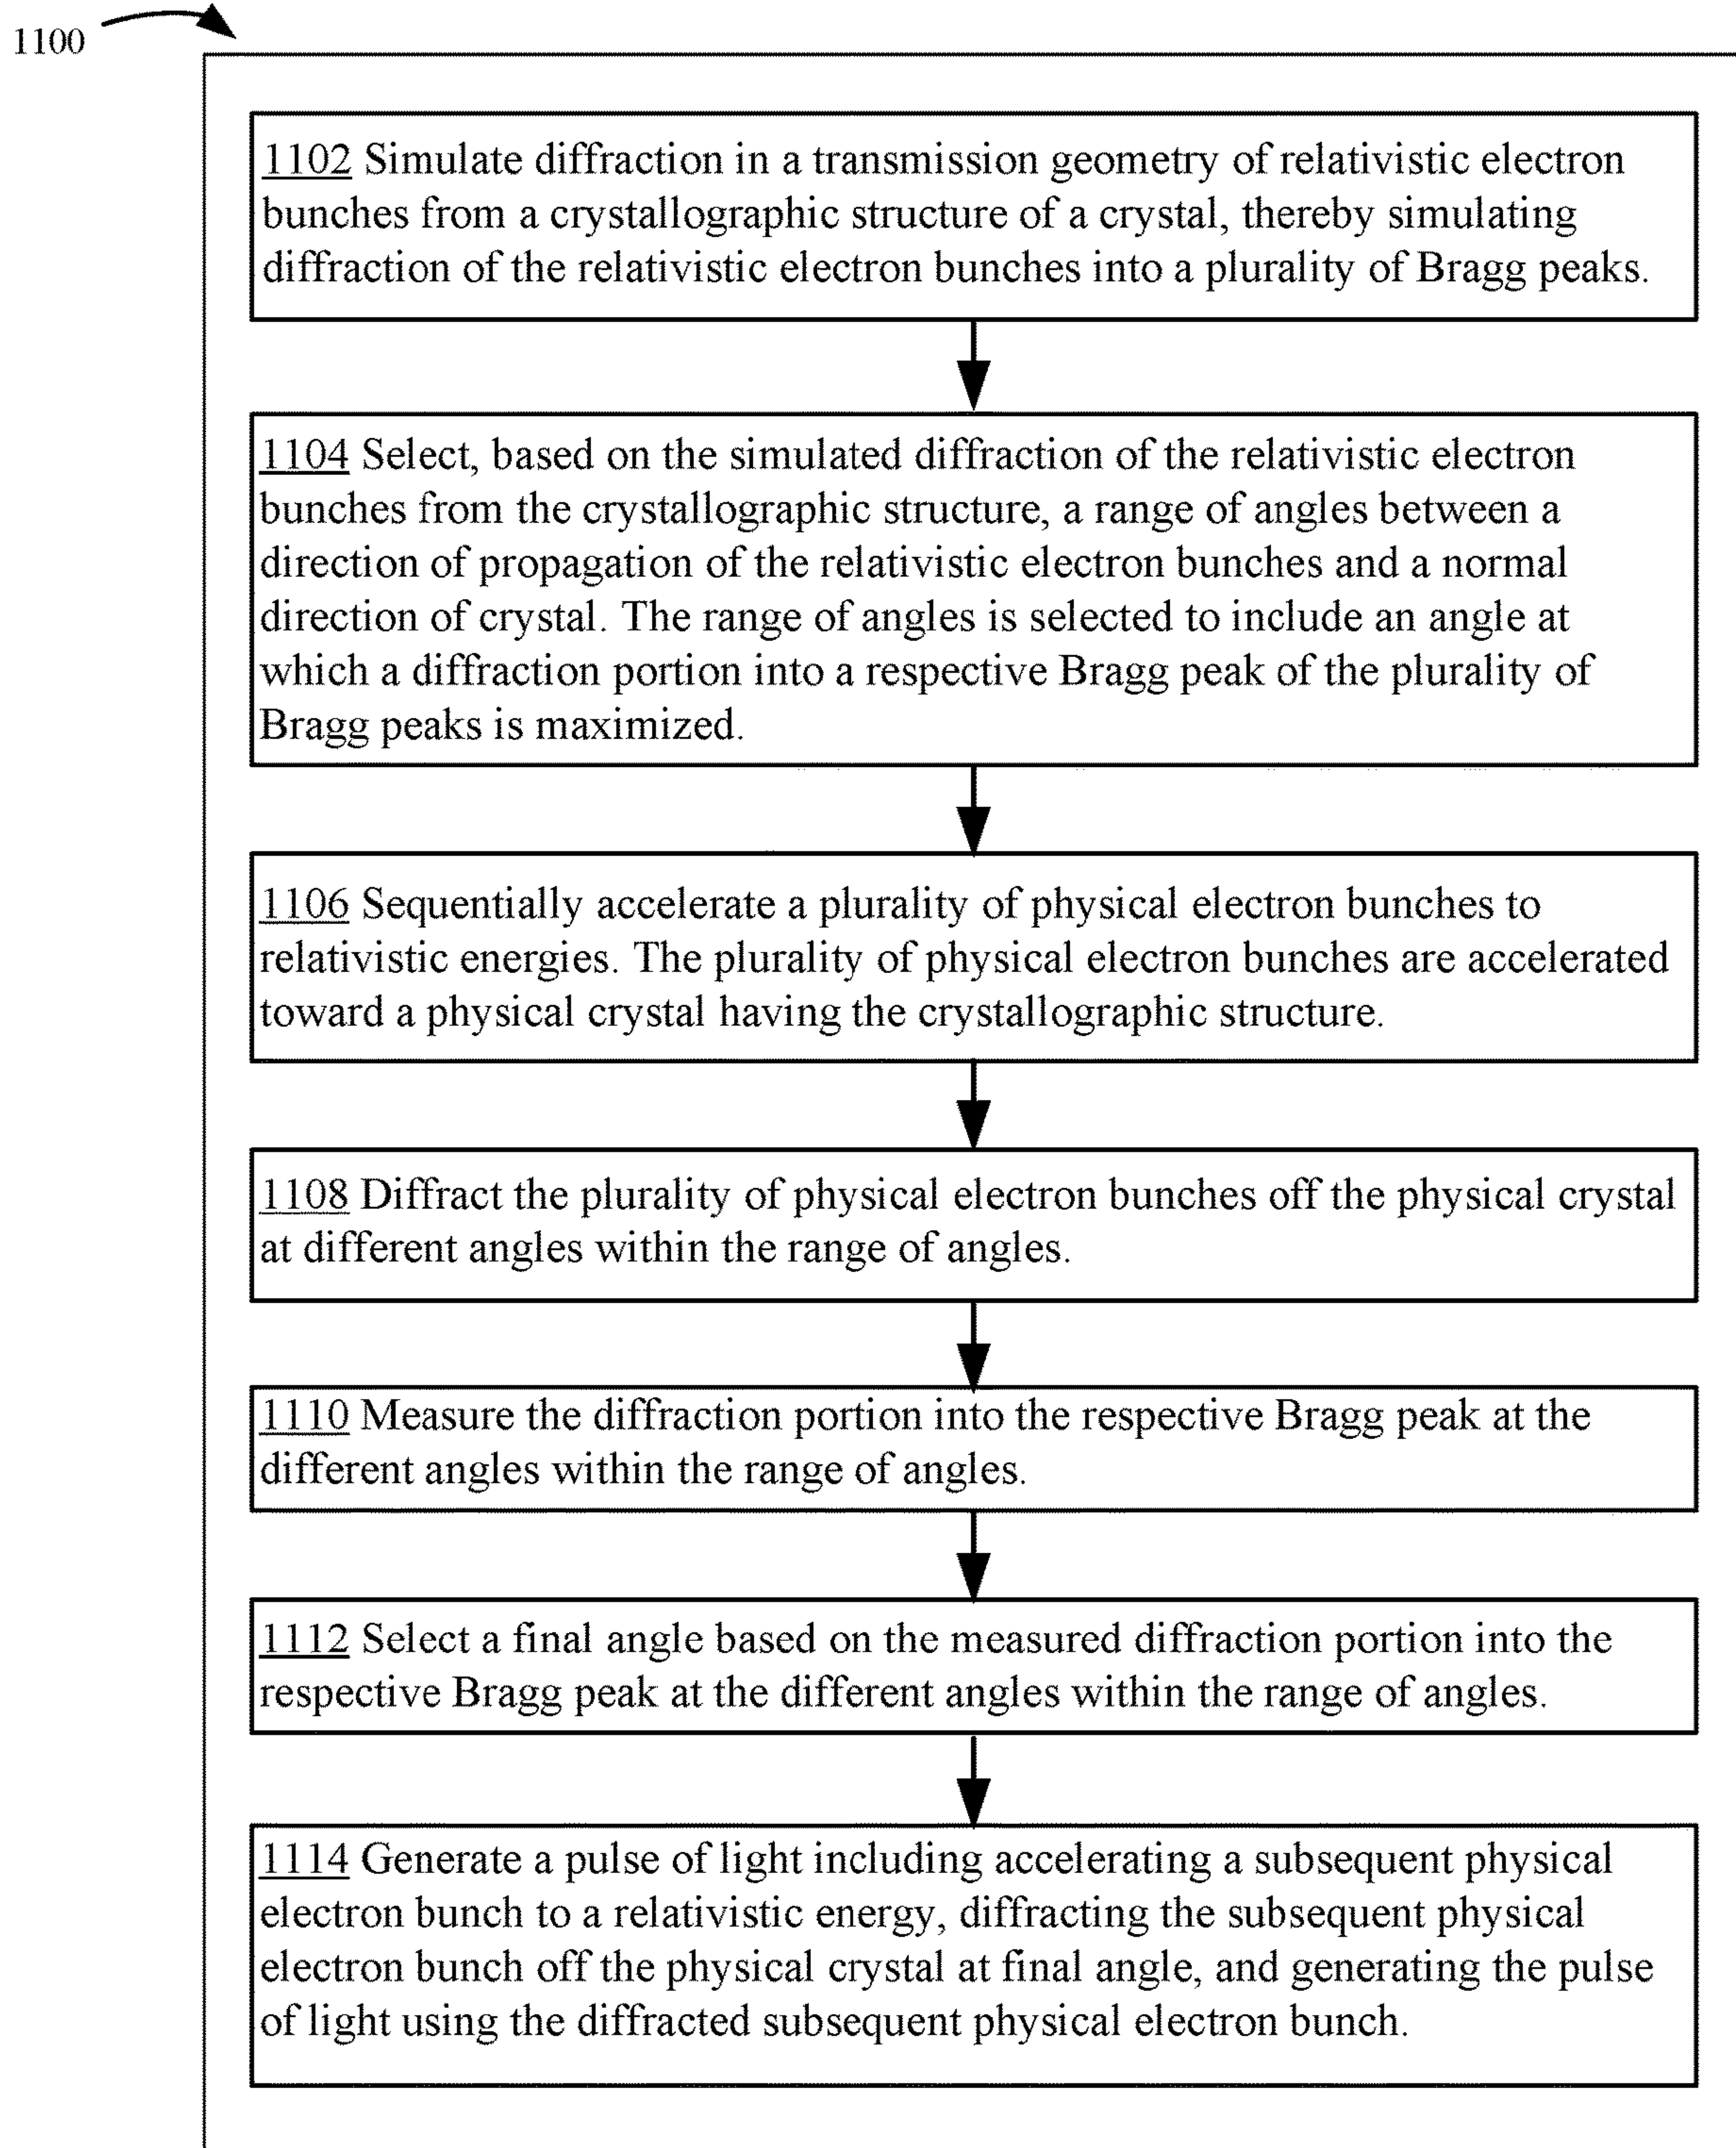 1100
1102 Simulate diffraction in a transmission geometry of relativistic electron
bunches from a crystallographic structure of a crystal, thereby simulating
diffraction of the relativistic electron bunches into a plurality of Bragg peaks.
1104 Select, based on the simulated diffraction of the relativistic electron
bunches from the crystallographic structure, a range of angles between a
direction of propagation of the relativistic electron bunches and a normal
direction of crystal. The range of angles is selected to include an angle at
which a diffraction portion into a respective Bragg peak of the plurality of
Bragg peaks is maximized.
1106 Sequentially accelerate a plurality of physical electron bunches to
relativistic energies. The plurality of physical electron bunches are accelerated
toward a physical crystal having the crystallographic structure.
1108 Diffract the plurality of physical electron bunches off the physical crystal
at different angles within the range of angles.
1110 Measure the diffraction portion into the respective Bragg peak at the
different angles within the range of angles.
1112 Select a final angle based on the measured diffraction portion into the
respective Bragg peak at the different angles within the range of angles.
1114 Generate a pulse of light including accelerating a subsequent physical
electron bunch to a relativistic energy, diffracting the subsequent physical
electron bunch off the physical crystal at final angle, and generating the pulse
of light using the diffracted subsequent physical electron bunch.